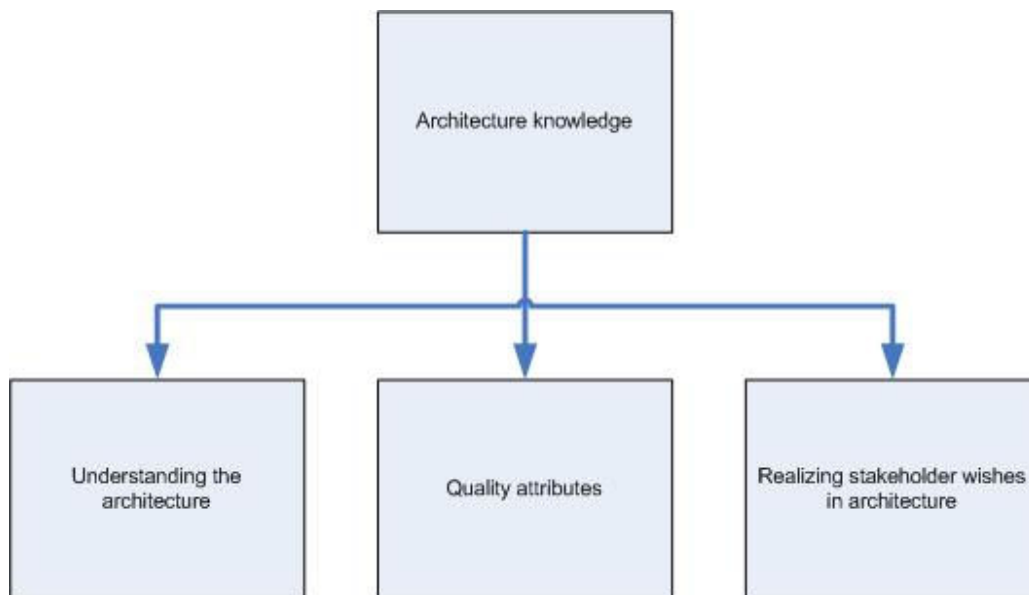 Architecture knowledge
Understanding the
architecture
Quality attributes
Realizing stakeholder wishes
in architecture